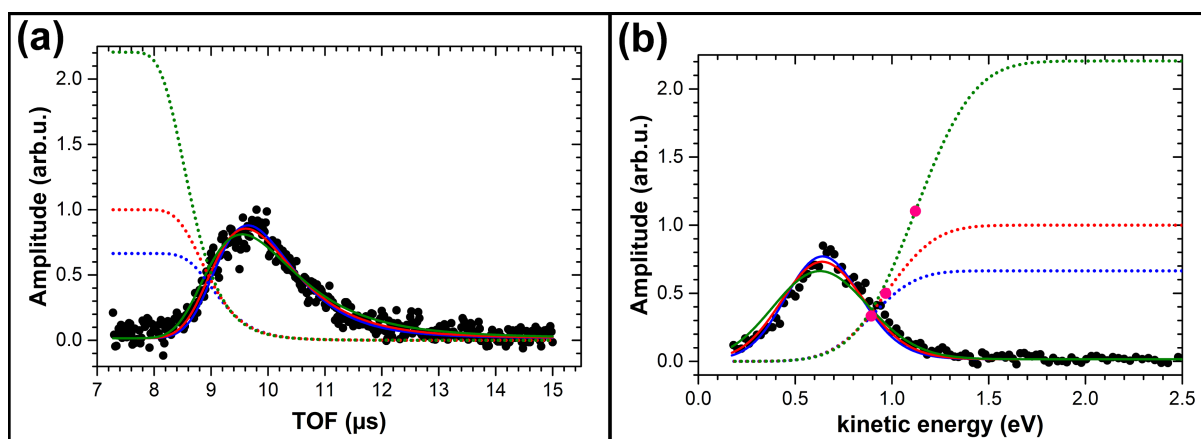 (a)
Amplitude (arb.u.)
2.0
1.5
1.0
0.5
0.0
7 8 9 10 11 12 13 14 15
TOF (µs)
(b)
Amplitude (arb.u.)
2.0
1.5
1.0
0.5
0.0
0.0 0.5 1.0 1.5 2.0 2.5
kinetic energy (eV)